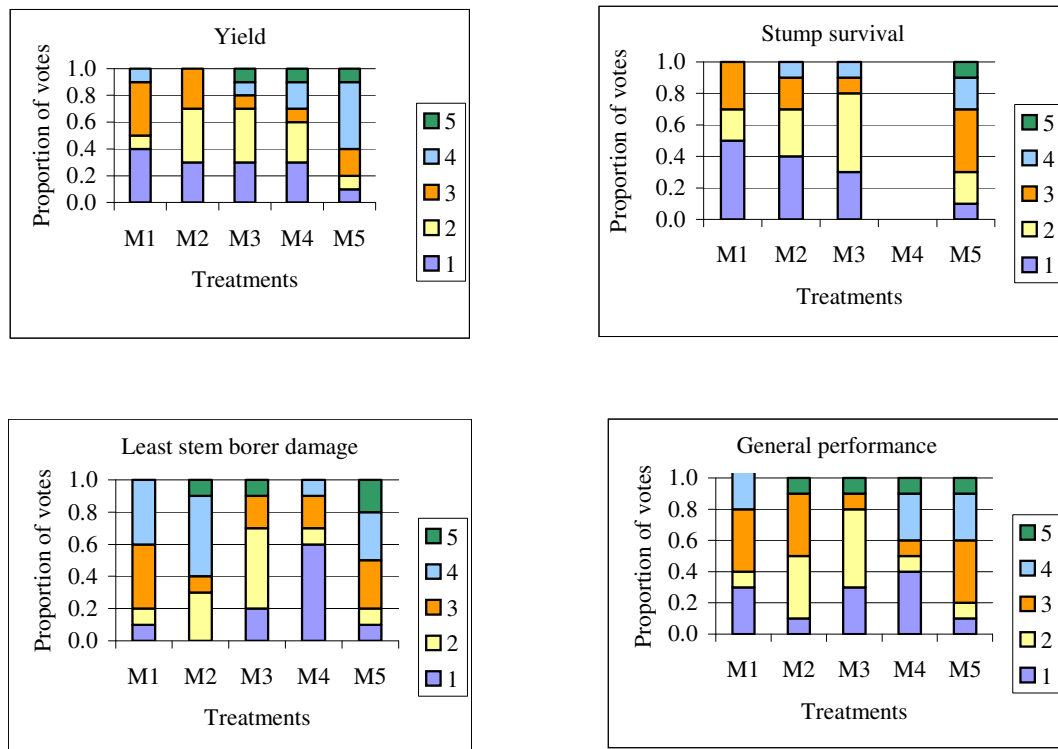 Yield
Proportion of votes
1.0
0.8
0.6
0.4
0.2
0.0
M1 M2 M3 M4 M5
Treatments
5
4
3
2
1
Stump survival
Proportion of votes
1.0
0.8
0.6
0.4
0.2
0.0
M1 M2 M3 M4 M5
Treatments
5
4
3
2
1
Least stem borer damage
Proportion of votes
1.0
0.8
0.6
0.4
0.2
0.0
M1 M2 M3 M4 M5
Treatments
5
4
3
2
1
General performance
Proportion of votes
1.0
0.8
0.6
0.4
0.2
0.0
M1 M2 M3 M4 M5
Treatments
5
4
3
2
1